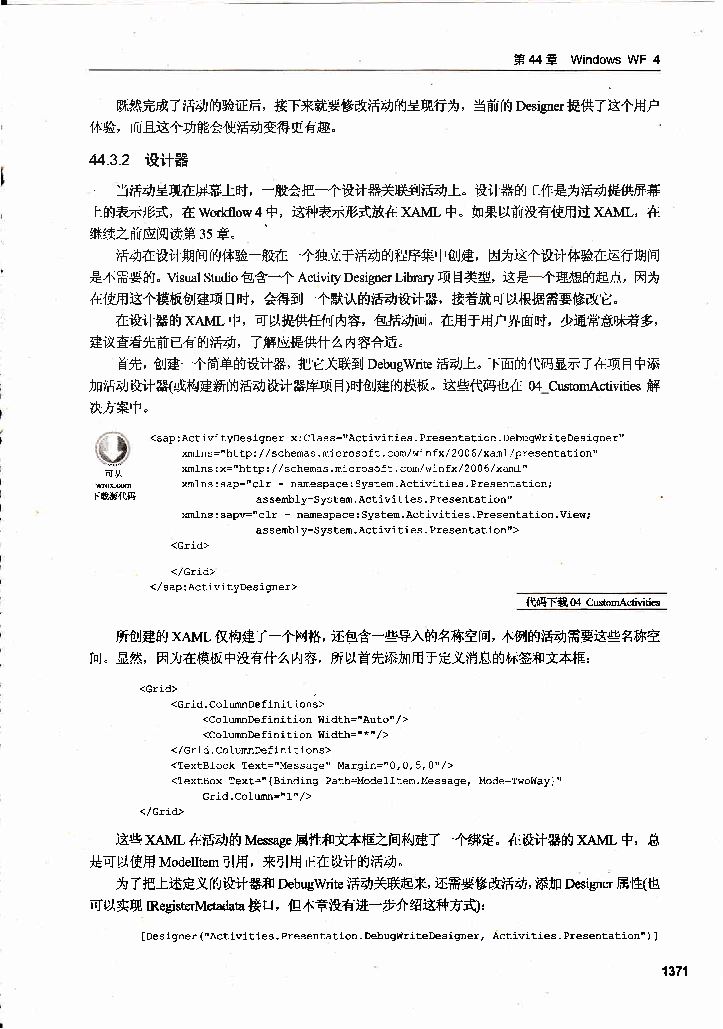 第 44 章 Windows WF 4
既然完成了活动的验证后，接下来就要修改活动的呈现行为，当前的 Designer 提供了这个用户
体验，而且这个功能会使活动变得更有趣。
44.3.2 设计器
当活动呈现在屏幕上时，一般会把一个设计器关联到活动上。设计器的工作是为活动提供屏幕
上的表示形式，在 Workflow 4 中，这种表示形式放在 XAML 中。如果以前没有使用过 XAML，在
继续之前应阅读第 35 章。
活动在设计期间的体验一般在一个独立于活动的程序集中创建，因为这个设计体验在运行期间
是不需要的。Visual Studio 包含一个 Activity Designer Library 项目类型，这是一个理想的起点，因为
在使用这个模板创建项目时，会得到一个默认的活动设计器，接着就可以根据需要修改它。
在设计器的 XAML 中，可以提供任何内容，包括动画。在用于用户界面时，少通常意味着多，
建议查看先前已有的活动，了解应提供什么内容合适。
首先，创建一个简单的设计器，把它关联到 DebugWrite 活动上。下面的代码显示了在项目中添
加活动设计器(或构建新的活动设计器库项目)时创建的模板。这些代码也在 04_CustomActivities 解
决方案中。
可从
wrox.com
下载源代码
<sap:ActivityDesigner x:Class="Activities.Presentation.DebugWriteDesigner"
xmlns="http://schemas.microsoft.com/winfx/2006/xaml/presentation"
xmlns:x="http://schemas.microsoft.com/winfx/2006/xaml"
xmlns:sap="clr - namespace:System.Activities.Presentation;
assembly=System.Activities.Presentation"
xmlns:sapv="clr - namespace:System.Activities.Presentation.View;
assembly=System.Activities.Presentation">
<Grid>
</Grid>
</sap:ActivityDesigner>
代码下载 04_CustomActivities
所创建的 XAML 仅构建了一个网格，还包含一些导入的名称空间，本例的活动需要这些名称空
间。显然，因为在模板中没有什么内容，所以首先添加用于定义消息的标签和文本框：
<Grid>
<Grid.ColumnDefinitions>
<ColumnDefinition Width="Auto"/>
<ColumnDefinition Width="*"/>
</Grid.ColumnDefinitions>
<TextBlock Text="Message" Margin="0,0,5,0"/>
<TextBox Text="{Binding Path=ModelItem.Message, Mode=TwoWay}"
Grid.Column="1"/>
</Grid>
这些 XAML 在活动的 Message 属性和文本框之间构建了一个绑定。在设计器的 XAML 中，总
是可以使用 ModelItem 引用，来引用正在设计的活动。
为了把上述定义的设计器和 DebugWrite 活动关联起来，还需要修改活动，添加 Designer 属性(也
可以实现 IRegisterMetadata 接口，但本章没有进一步介绍这种方式)：
[Designer("Activities.Presentation.DebugWriteDesigner, Activities.Presentation")]
1371